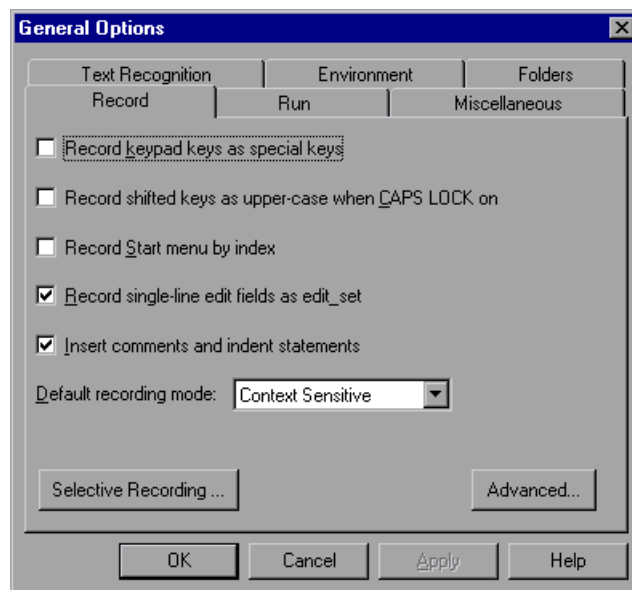 General Options
Text Recognition Environment Folders
Record Run Miscellaneous
Record keypad keys as special keys
Record shifted keys as upper-case when CAPS LOCK on
Record Start menu by index
Record single-line edit fields as edit_set
Insert comments and indent statements
Default recording mode: Context Sensitive
Selective Recording ... Advanced...
OK Cancel Apply Help